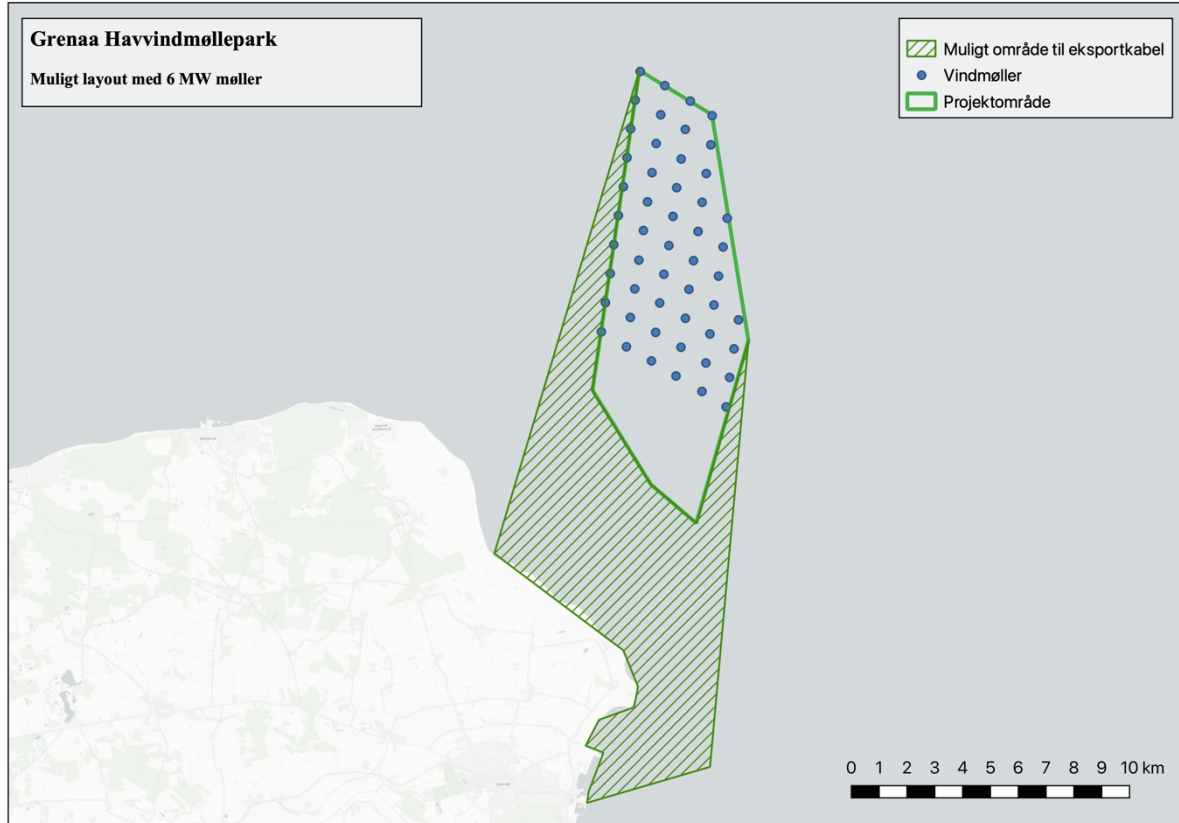 Grenaa Havvindmøllepark
Muligt layout med 6 MW møller
Muligt område til eksportkabel
Vindmøller
Projektområde
0 1 2 3 4 5 6 7 8 9 10 km